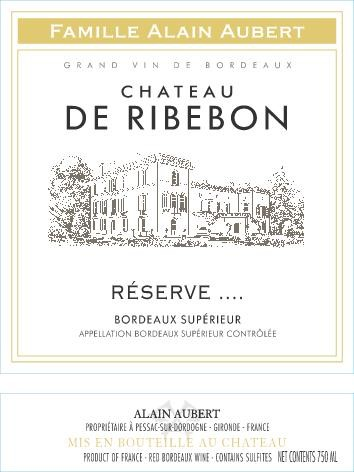 FAMILLE ALAIN AUBERT
GRAND VIN DE BORDEAUX
CHATEAU
DE RIBEBON
RÉSERVE ....
BORDEAUX SUPÉRIEUR
APPELLATION BORDEAUX SUPÉRIEUR CONTRÔLÉE
ALAIN AUBERT
PROPRIÉTAIRE À PESSAC-SUR-DORDOGNE - GIRONDE - FRANCE
MIS EN BOUTEILLE AU CHATEAU
PRODUCT OF FRANCE - RED BORDEAUX WINE - CONTAINS SULFITES NET CONTENTS 750 ML